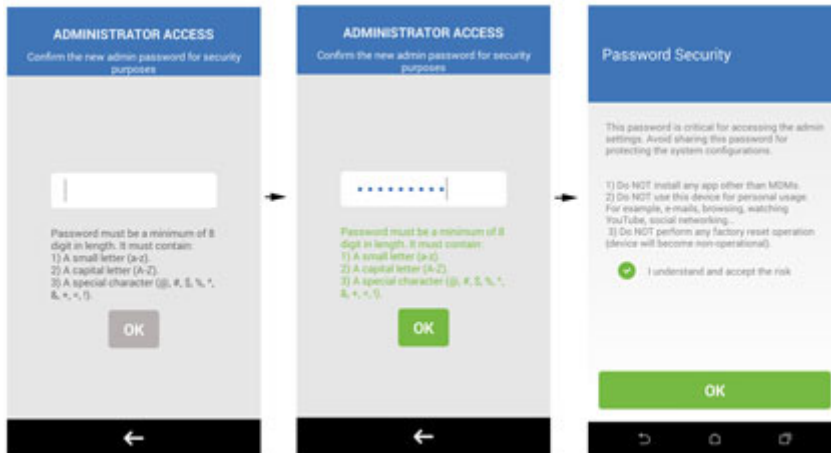 ADMINISTRATOR ACCESS
Confirm the new admin password for security
purposes
Password must be a minimum of 8
digit in length. It must contain:
1) A small letter (a-z).
2) A capital letter (A-Z).
3) A special character (@, #, $, %, *,
&, +, =, !).
OK
ADMINISTRATOR ACCESS
Confirm the new admin password for security
purposes
Password must be a minimum of 8
digit in length. It must contain:
1) A small letter (a-z).
2) A capital letter (A-Z).
3) A special character (@, #, $, %, *,
&, +, =, !).
OK
Password Security
This password is critical for accessing the admin
settings. Avoid sharing this password for
protecting the system configurations.
1) Do NOT install any app other than MDMo.
2) Do NOT use this device for personal usage.
For example, e-mails, browsing, watching
YouTube, social networking...
3) Do NOT perform any factory reset operation
(device will become non-operational).
I understand and accept the risk
OK